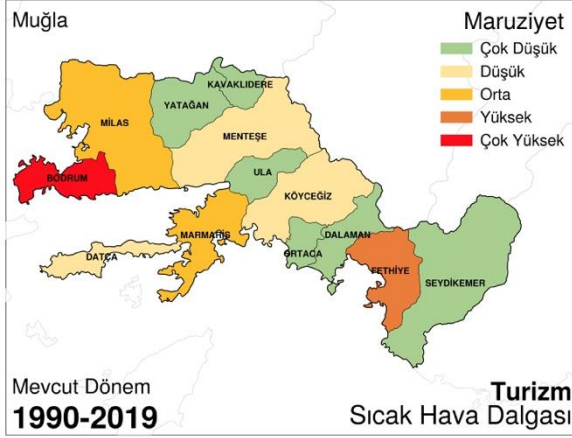 Muğla
Maruziyet
Çok Düşük
Düşük
Orta
Yüksek
Çok Yüksek
KAVAKLIDERE
YATAĞAN
MİLAS
MENTEŞE
BODRUM
ULA
KÖYCEĞİZ
MARMARİS
DALAMAN
DATÇA
ORTACA
FETHİYE
SEYDİKEMER
Mevcut Dönem
1990-2019
Turizm
Sıcak Hava Dalgası